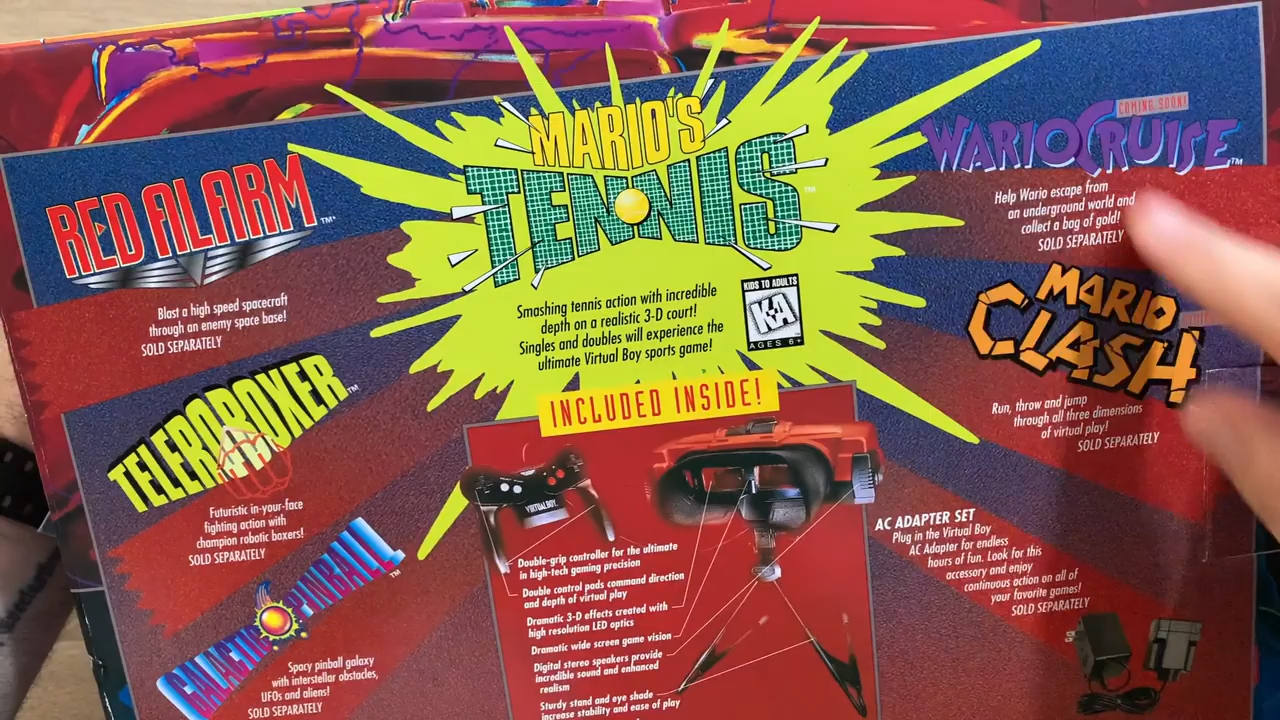 RED ALARM™
Blast a high speed spacecraft
through an enemy space base!
SOLD SEPARATELY
TELEROBOXER™
Futuristic in-your-face
fighting action with
champion robotic boxers!
SOLD SEPARATELY
GALACTIC PINBALL™
Spacy pinball galaxy
with interstellar obstacles,
UFOs and aliens!
SOLD SEPARATELY
MARIO'S
TENNIS™
Smashing tennis action with incredible
depth on a realistic 3-D court!
Singles and doubles will experience the
ultimate Virtual Boy sports game!
KIDS TO ADULTS
K-A
AGES 6+
INCLUDED INSIDE!
VIRTUAL BOY
Double-grip controller for the ultimate
in high-tech gaming precision
Double control pads command direction
and depth of virtual play
Dramatic 3-D effects created with
high resolution LED optics
Dramatic wide screen game vision
Digital stereo speakers provide
incredible sound and enhanced
realism
Sturdy stand and eye shade
increase stability and ease of play
COMING SOON!
WARIO CRUISE™
Help Wario escape from
an underground world and
collect a bag of gold!
SOLD SEPARATELY
MARIO
CLASH
Run, throw and jump
through all three dimensions
of virtual play!
SOLD SEPARATELY
AC ADAPTER SET
Plug in the Virtual Boy
AC Adapter for endless
hours of fun. Look for this
accessory and enjoy
continuous action on all of
your favorite games!
SOLD SEPARATELY